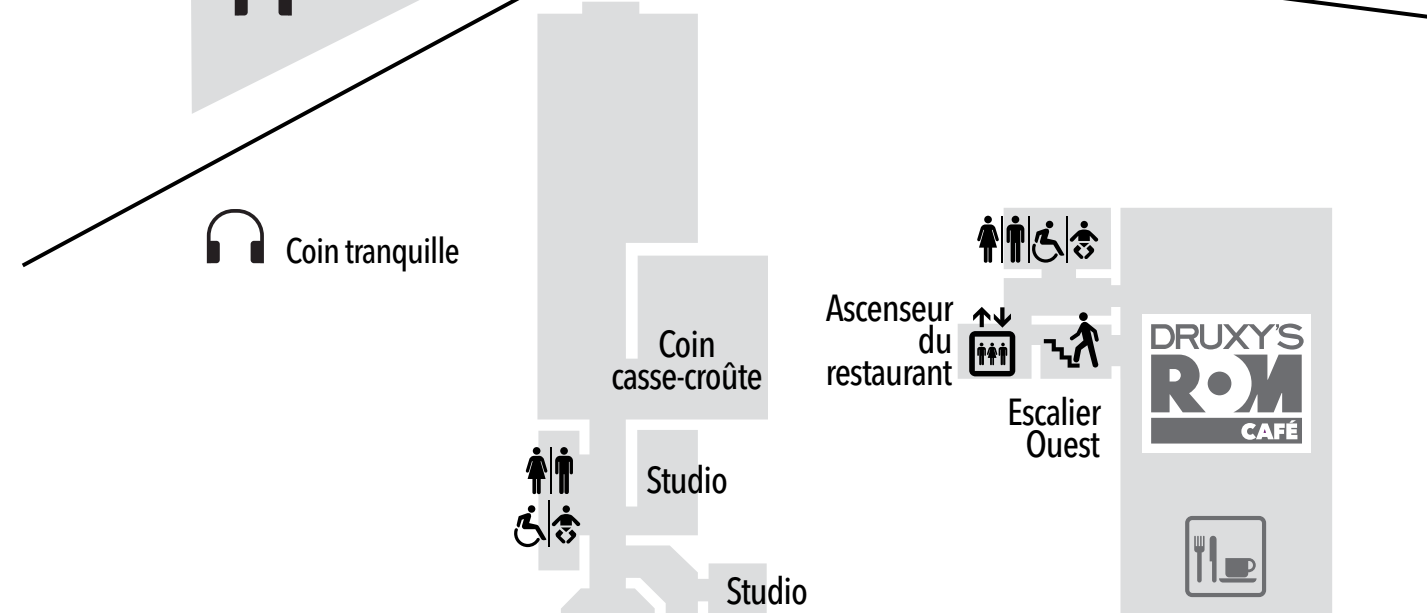 Coin tranquille
Coin
casse-croûte
Studio
Studio
Ascenseur
du
restaurant
Escalier
Ouest
DRUXY'S
ROM
CAFÉ